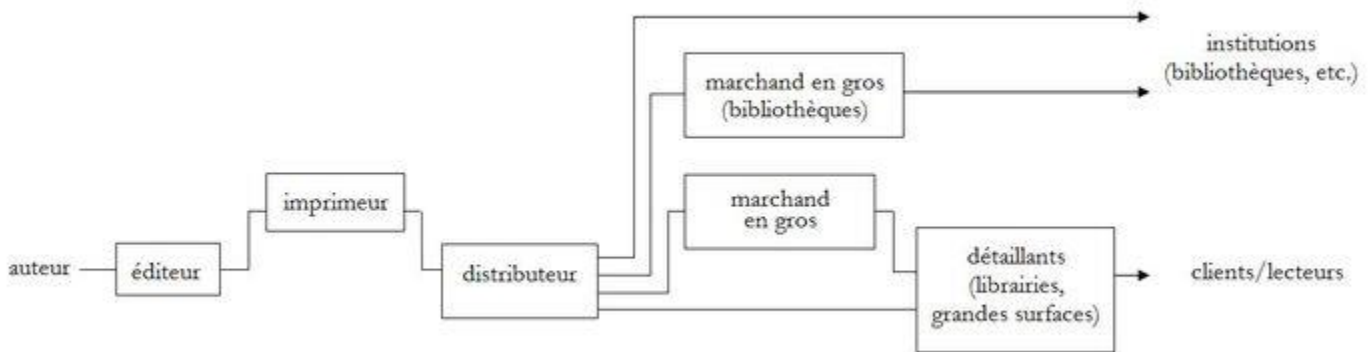 auteur
éditeur
imprimeur
distributeur
marchand en gros
(bibliothèques)
marchand
en gros
détaillants
(librairies,
grandes surfaces)
institutions
(bibliothèques, etc.)
clients/lecteurs